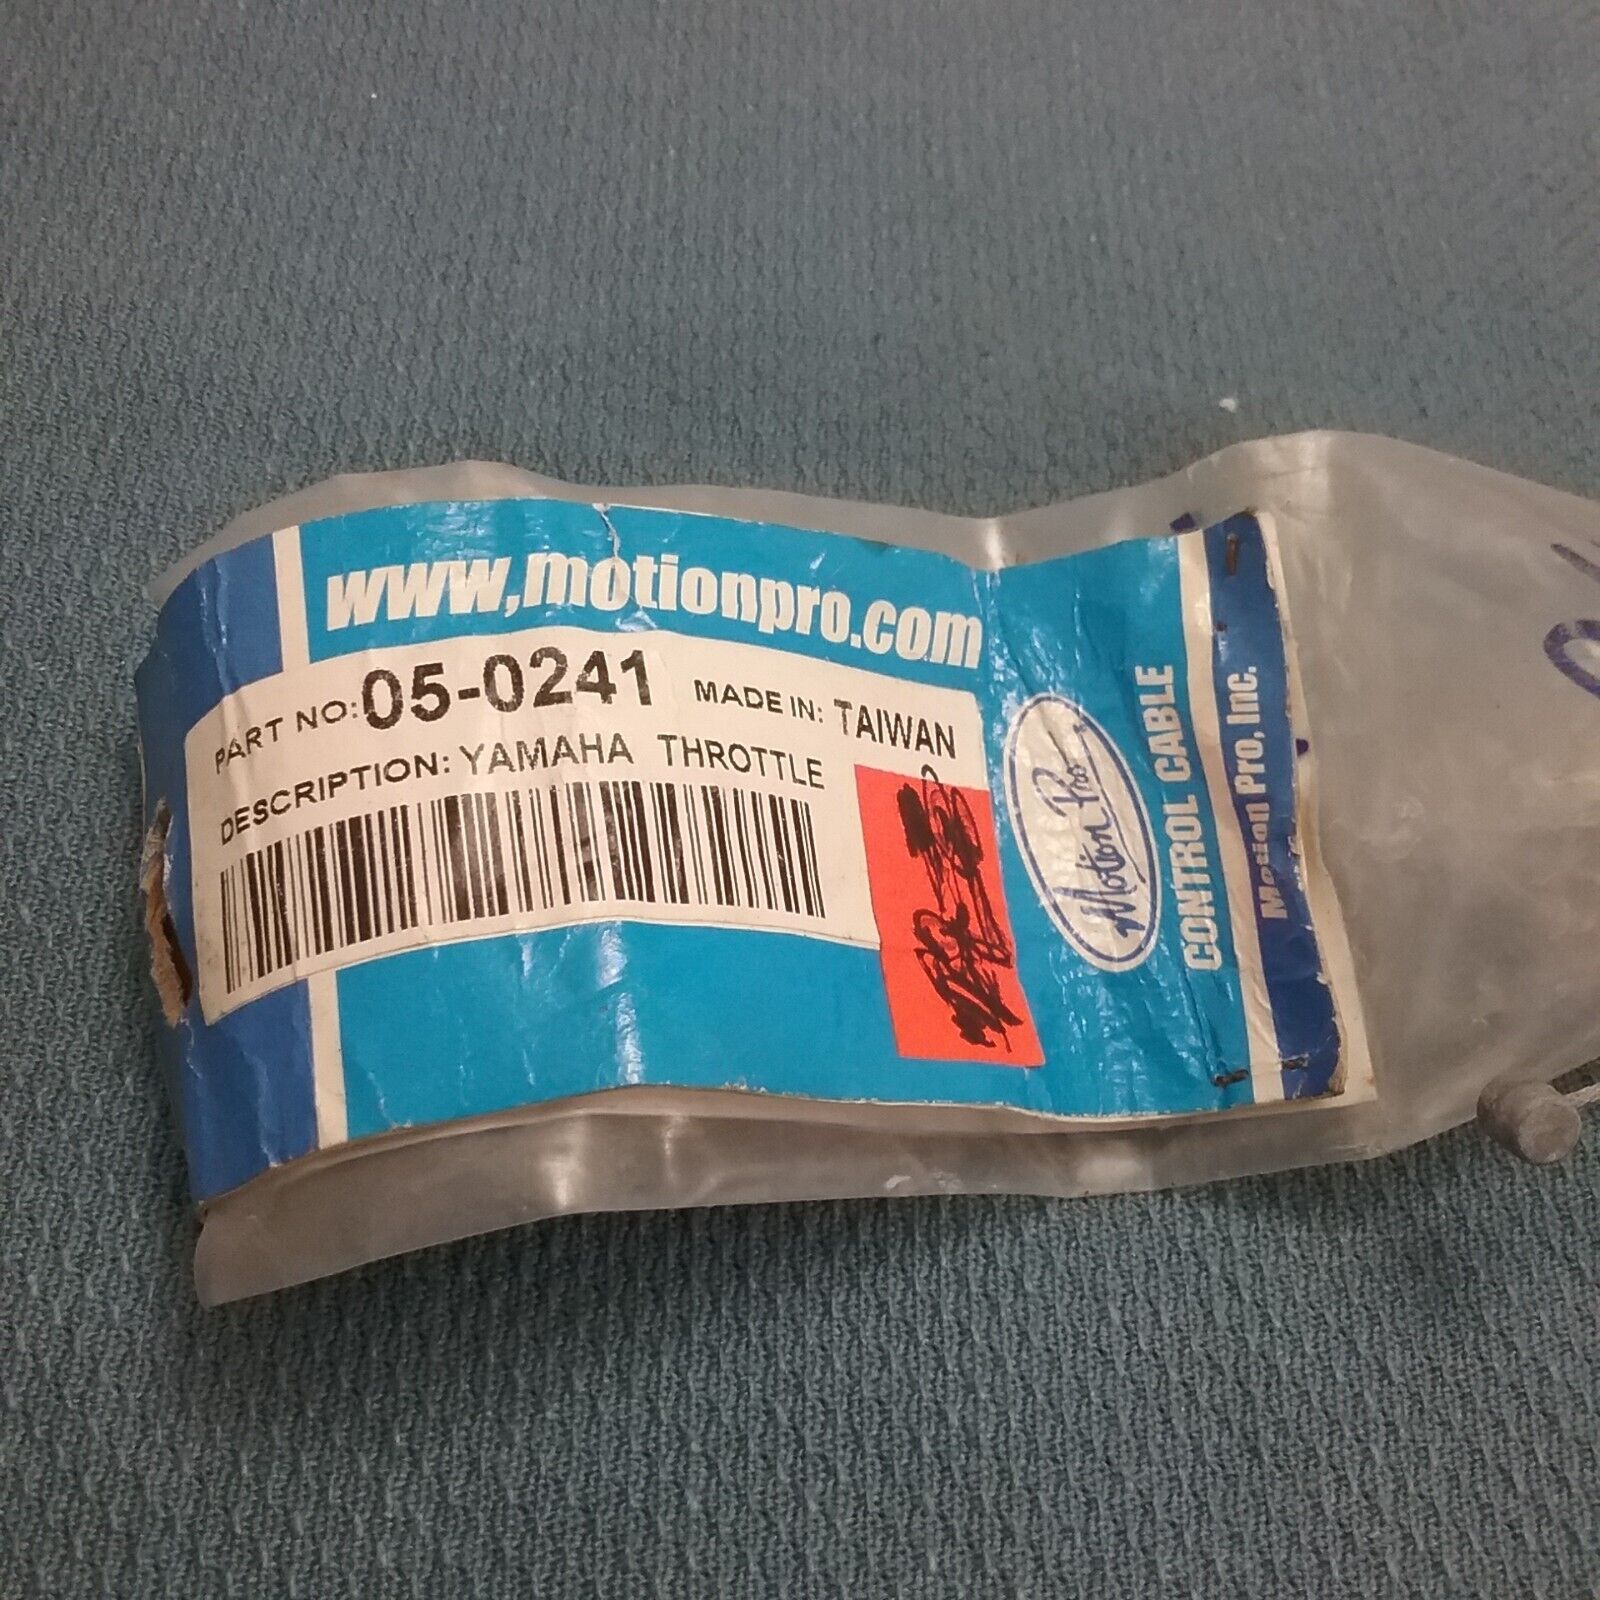 www.motionpro.com
PART NO: 05-0241 MADE IN: TAIWAN
DESCRIPTION: YAMAHA THROTTLE
Motion Pro
CONTROL CABLE
Motion Pro, Inc.